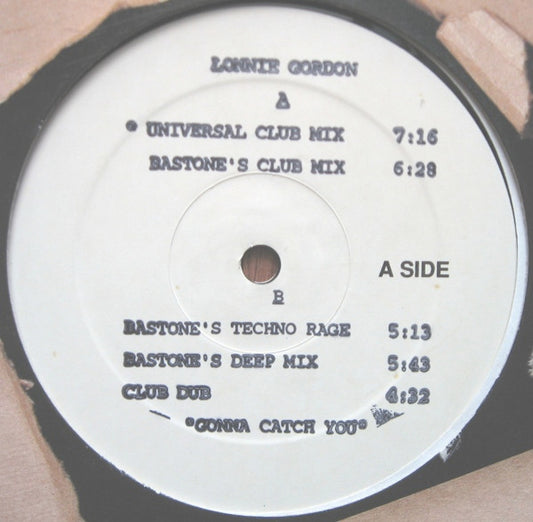 LONNIE GORDON
A
* UNIVERSAL CLUB MIX 7:16
BASTONE'S CLUB MIX 6:28
A SIDE
B
BASTONE'S TECHNO RAGE 5:13
BASTONE'S DEEP MIX 5:43
CLUB DUB 4:32
"GONNA CATCH YOU"